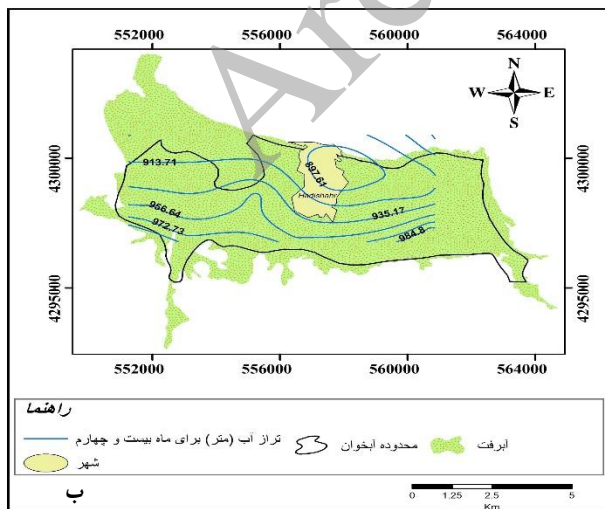 Arc
552000 556000 560000 564000
N
W E
S
4300000 4300000
913.71
897.61
Hadishahr
956.64
935.17
972.73
984.8
4295000 4295000
552000 556000 560000 564000
راهنما
تراز آب (متر) برای ماه بیست و چهارم
محدوده آبخوان
آبرفت
شهر
ب
0 1.25 2.5 5
Km